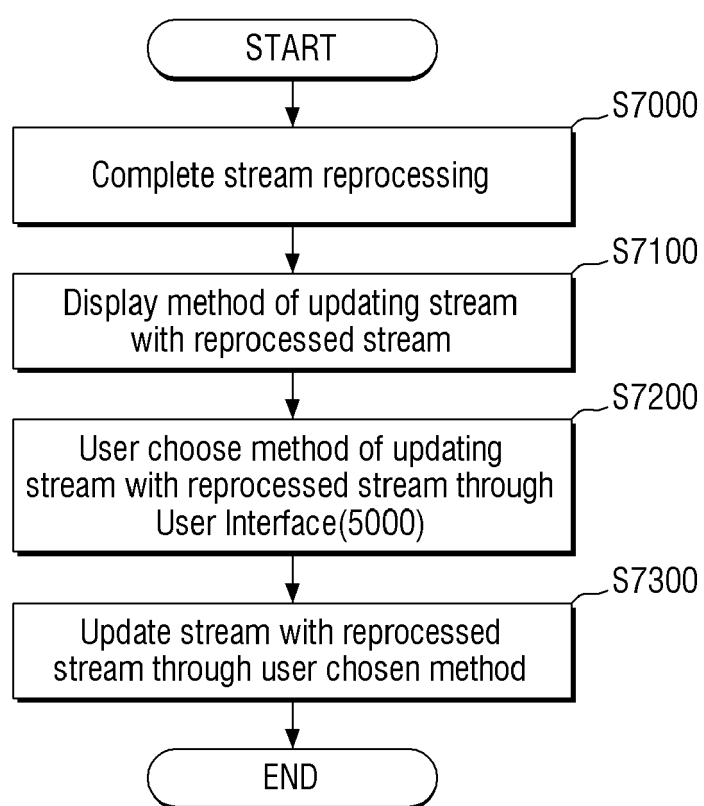 START
S7000
Complete stream reprocessing
S7100
Display method of updating stream
with reprocessed stream
S7200
User choose method of updating
stream with reprocessed stream through
User Interface(5000)
S7300
Update stream with reprocessed
stream through user chosen method
END